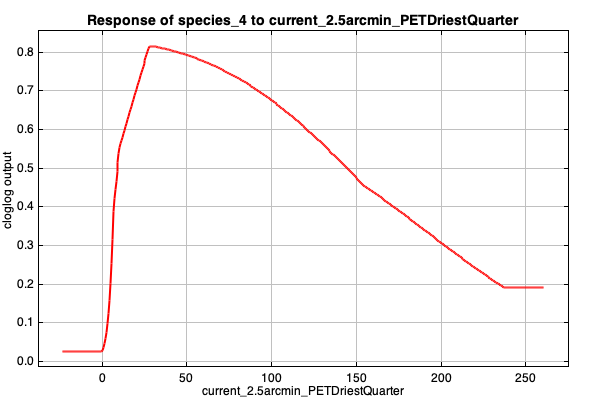 Response of species_4 to current_2.5arcmin_PETDriestQuarter
0.8
0.7
0.6
0.5
0.4
0.3
0.2
0.1
0.0
cloglog output
0 50 100 150 200 250
current_2.5arcmin_PETDriestQuarter